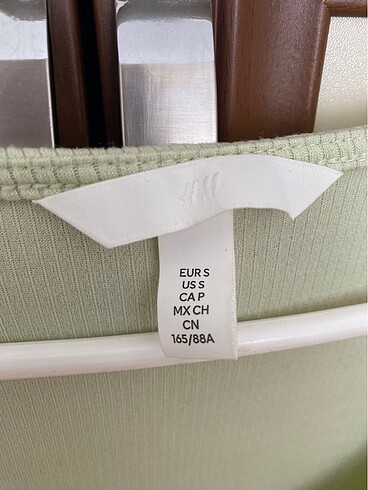 H&M
EUR S
US S
CA P
MX CH
CN
165/88A